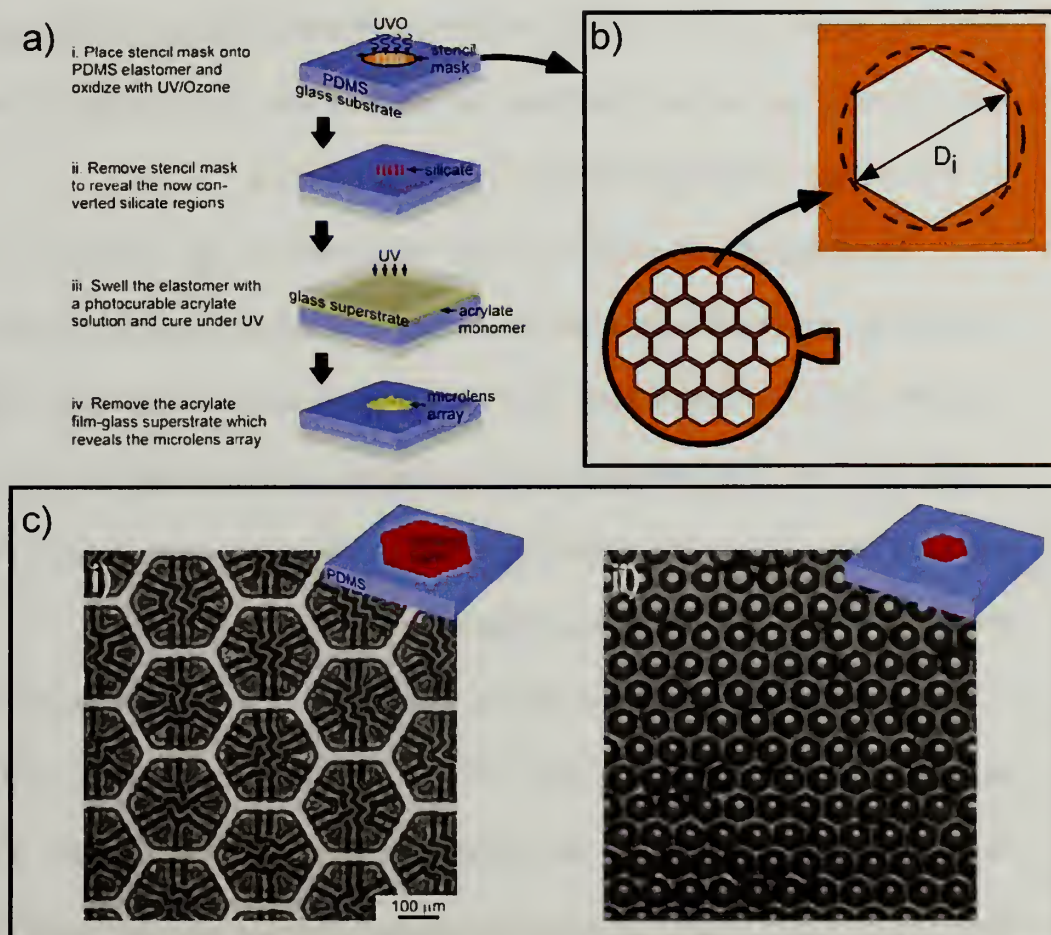 a)
i. Place stencil mask onto
PDMS elastomer and
oxidize with UV/Ozone
UVO
stencil
mask
PDMS
glass substrate
ii. Remove stencil mask
to reveal the now con-
verted silicate regions
silicate
iii. Swell the elastomer with
a photocurable acrylate
solution and cure under UV
UV
glass superstrate
acrylate
monomer
iv. Remove the acrylate
film-glass superstrate which
reveals the microlens array
microlens
array
b)
Di
c)
i)
PDMS
100 μm
ii)